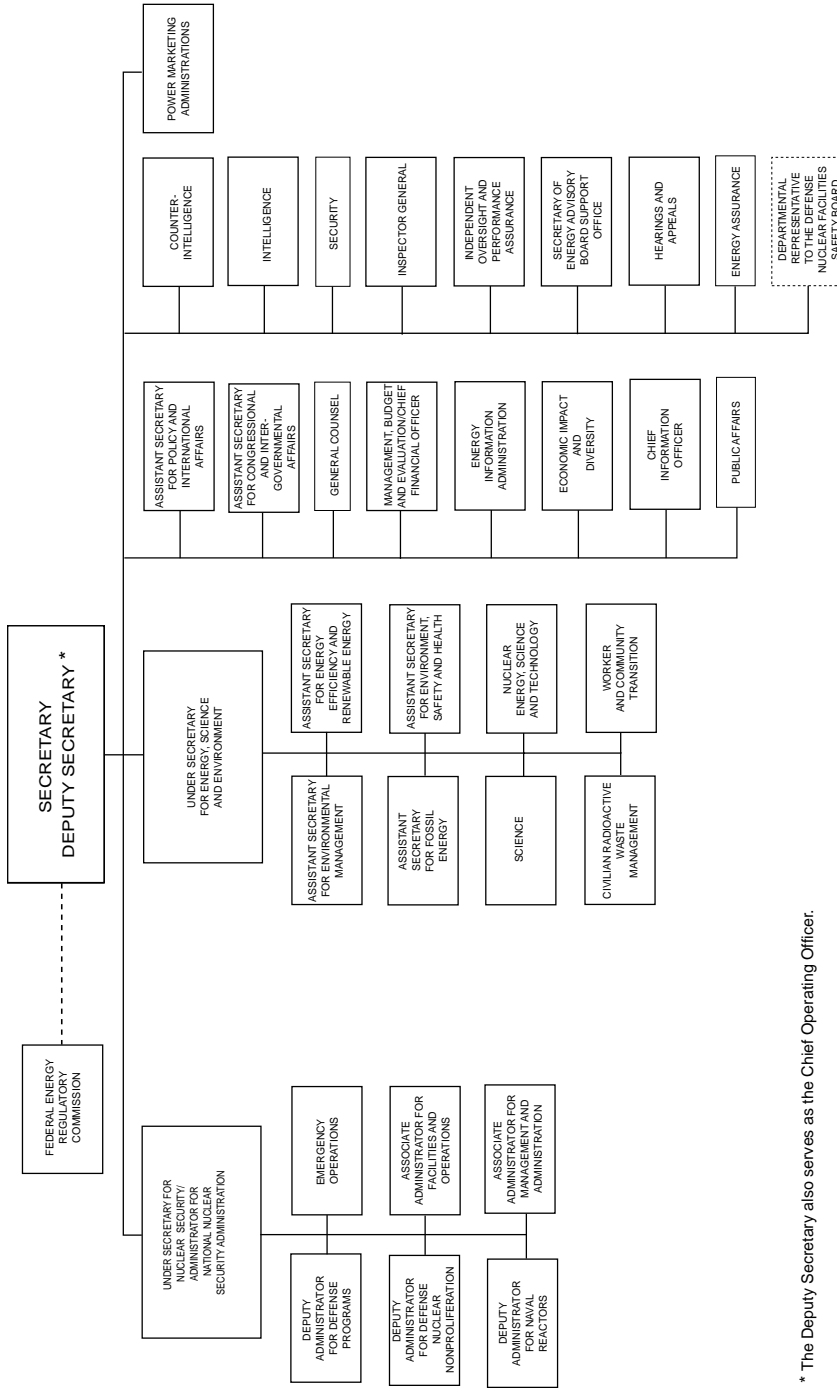 SECRETARY
DEPUTY SECRETARY *
FEDERAL ENERGY
REGULATORY
COMMISSION
UNDER SECRETARY FOR
NUCLEAR SECURITY/
ADMINISTRATOR FOR
NATIONAL NUCLEAR
SECURITY ADMINISTRATION
DEPUTY
ADMINISTRATOR
FOR DEFENSE
PROGRAMS
EMERGENCY
OPERATIONS
DEPUTY
ADMINISTRATOR
FOR DEFENSE
NUCLEAR
NONPROLIFERATION
ASSOCIATE
ADMINISTRATOR FOR
FACILITIES AND
OPERATIONS
DEPUTY
ADMINISTRATOR
FOR NAVAL
REACTORS
ASSOCIATE
ADMINISTRATOR FOR
MANAGEMENT AND
ADMINISTRATION
UNDER SECRETARY
FOR ENERGY, SCIENCE
AND ENVIRONMENT
ASSISTANT SECRETARY
FOR ENVIRONMENTAL
MANAGEMENT
ASSISTANT SECRETARY
FOR ENERGY
EFFICIENCY AND
RENEWABLE ENERGY
ASSISTANT
SECRETARY
FOR FOSSIL
ENERGY
ASSISTANT SECRETARY
FOR ENVIRONMENT,
SAFETY AND HEALTH
SCIENCE
NUCLEAR
ENERGY, SCIENCE
AND TECHNOLOGY
CIVILIAN RADIOACTIVE
WASTE
MANAGEMENT
WORKER
AND COMMUNITY
TRANSITION
ASSISTANT SECRETARY
FOR POLICY AND
INTERNATIONAL
AFFAIRS
ASSISTANT SECRETARY
FOR CONGRESSIONAL
AND INTER-
GOVERNMENTAL
AFFAIRS
GENERAL COUNSEL
MANAGEMENT, BUDGET
AND EVALUATION/CHIEF
FINANCIAL OFFICER
ENERGY
INFORMATION
ADMINISTRATION
ECONOMIC IMPACT
AND
DIVERSITY
CHIEF
INFORMATION
OFFICER
PUBLIC AFFAIRS
COUNTER-
INTELLIGENCE
INTELLIGENCE
SECURITY
INSPECTOR GENERAL
INDEPENDENT
OVERSIGHT AND
PERFORMANCE
ASSURANCE
SECRETARY OF
ENERGY ADVISORY
BOARD SUPPORT
OFFICE
HEARINGS AND
APPEALS
ENERGY ASSURANCE
DEPARTMENTAL
REPRESENTATIVE
TO THE DEFENSE
NUCLEAR FACILITIES
SAFETY BOARD
POWER MARKETING
ADMINISTRATIONS
* The Deputy Secretary also serves as the Chief Operating Officer.